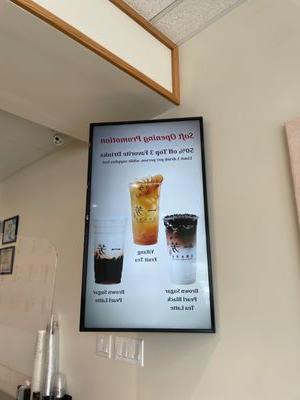 Soft Opening Promotion
50% off Top 3 Favorite Drinks
Limit 1 drink per person, while supplies last
Yifang
Fruit Tea
Brown Sugar
Pearl Latte
Brown Sugar
Pearl Black
Tea Latte